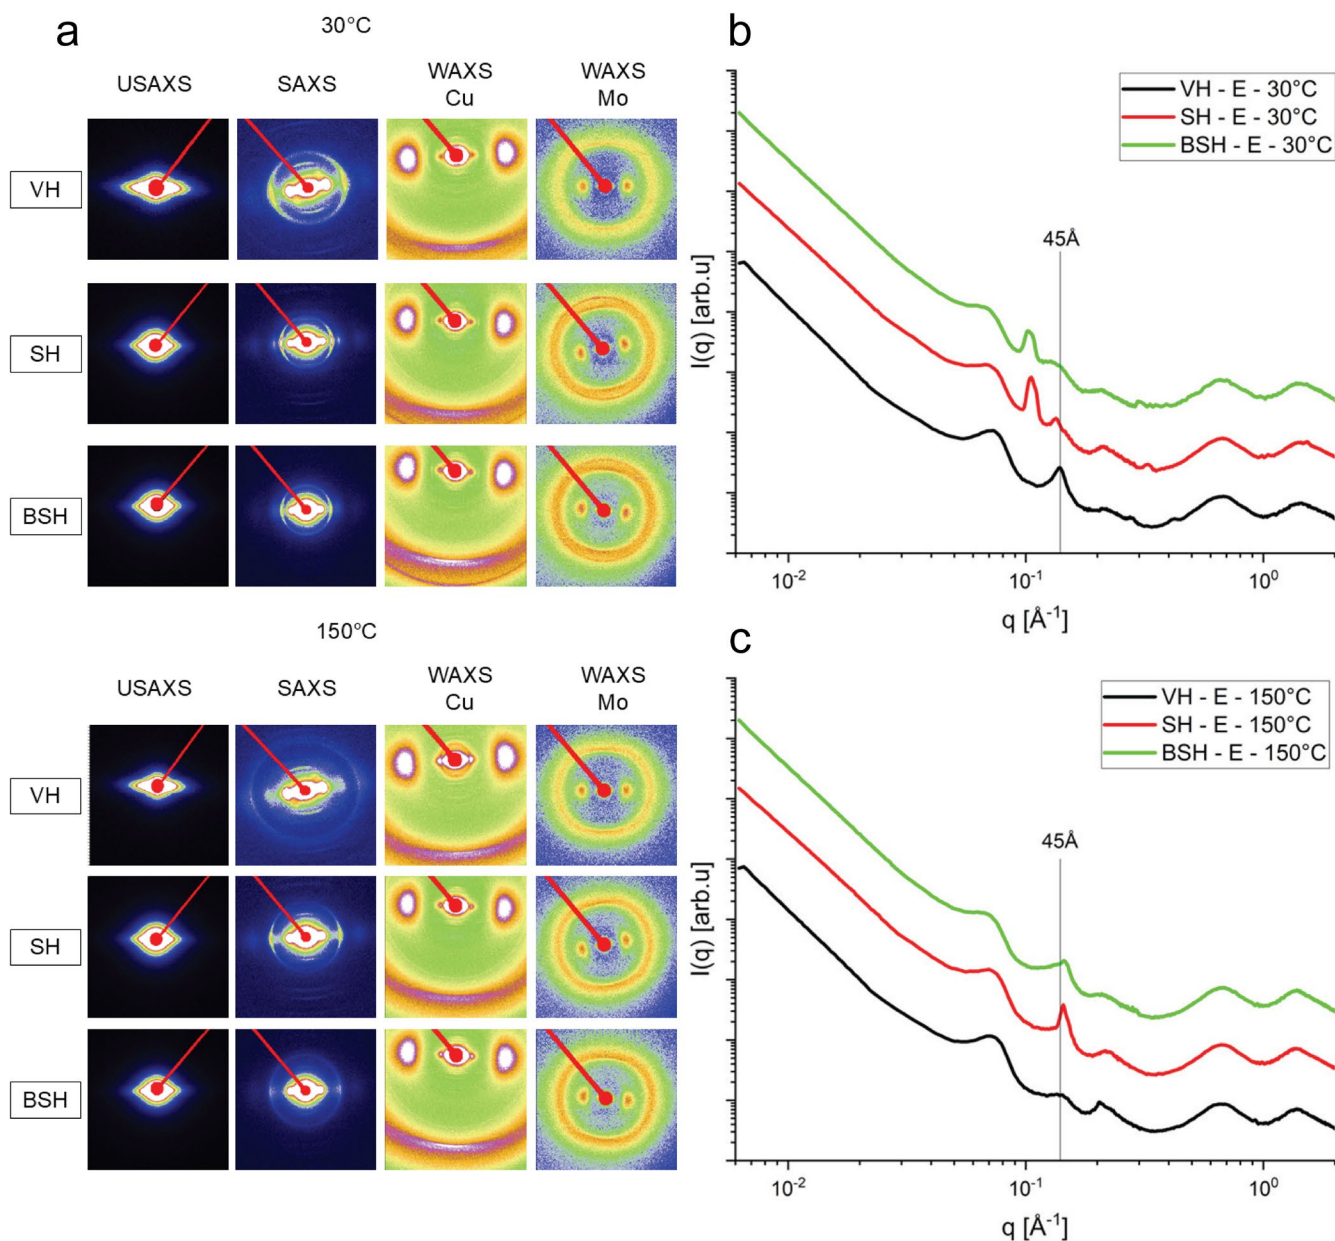 a
30°C
USAXS SAXS WAXS Cu WAXS Mo
VH
SH
BSH
150°C
USAXS SAXS WAXS Cu WAXS Mo
VH
SH
BSH
b
VH - E - 30°C
SH - E - 30°C
BSH - E - 30°C
45Å
I(q) [arb.u]
10⁻² 10⁻¹ 10⁰
q [Å⁻¹]
c
VH - E - 150°C
SH - E - 150°C
BSH - E - 150°C
45Å
I(q) [arb.u]
10⁻² 10⁻¹ 10⁰
q [Å⁻¹]